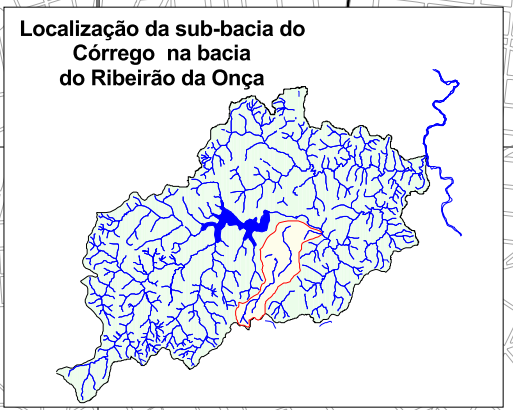 Localização da sub-bacia do
Córrego na bacia
do Ribeirão da Onça